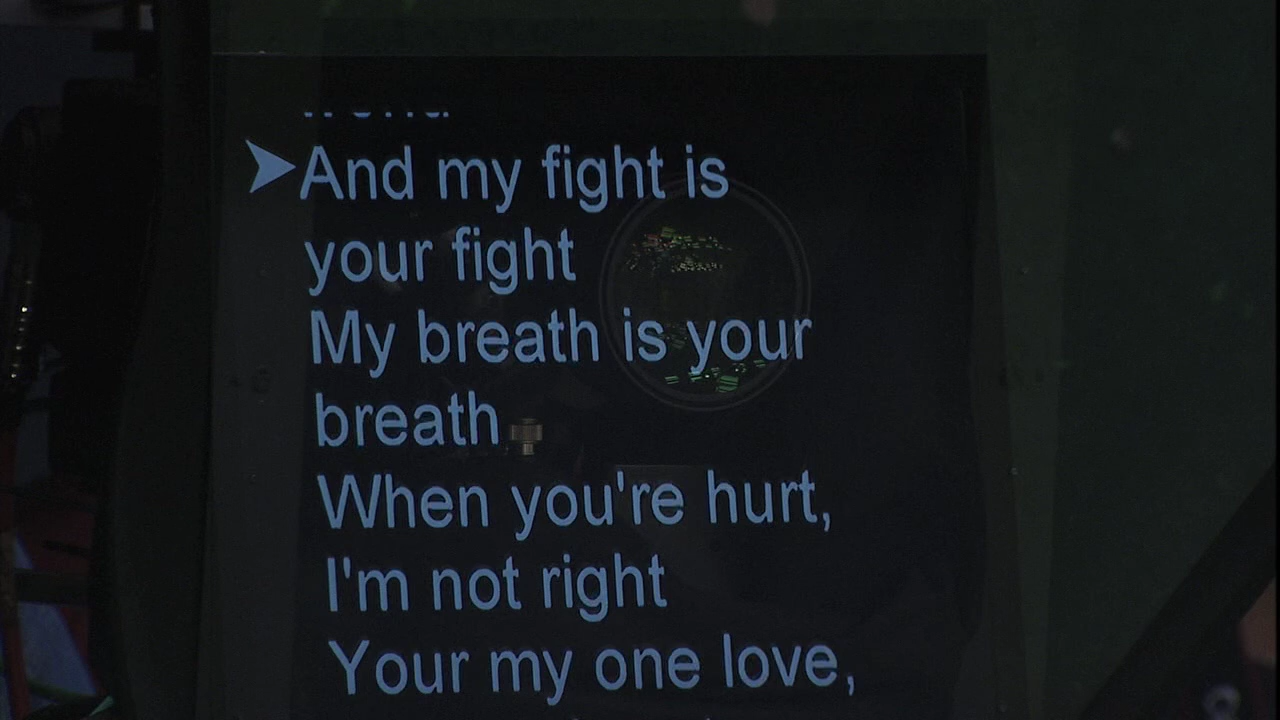 And my fight is
your fight
My breath is your
breath
When you're hurt,
I'm not right
Your my one love,